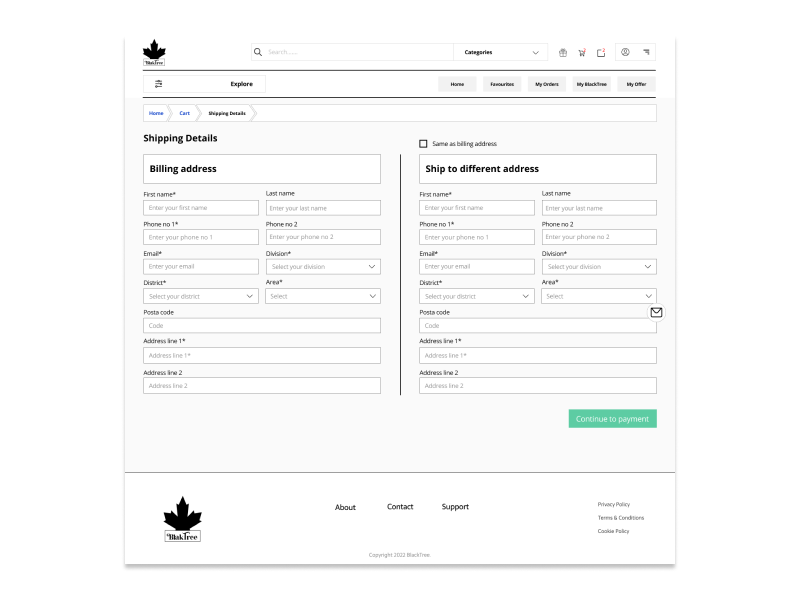 Search......
Categories
BlakTree
Explore
Home
Favourites
My Orders
My BlackTree
My Offer
Home
Cart
Shipping Details
Shipping Details
Same as billing address
Billing address
First name*
Last name
Enter your first name
Enter your last name
Phone no 1*
Phone no 2
Enter your phone no 1
Enter your phone no 2
Email*
Division*
Enter your email
Select your division
District*
Area*
Select your district
Select
Posta code
Code
Address line 1*
Address line 1*
Address line 2
Address line 2
Ship to different address
First name*
Last name
Enter your first name
Enter your last name
Phone no 1*
Phone no 2
Enter your phone no 1
Enter your phone no 2
Email*
Division*
Enter your email
Select your division
District*
Area*
Select your district
Select
Posta code
Code
Address line 1*
Address line 1*
Address line 2
Address line 2
Continue to payment
BlakTree
About
Contact
Support
Privacy Policy
Terms & Conditions
Cookie Policy
Copyright 2022 BlackTree.